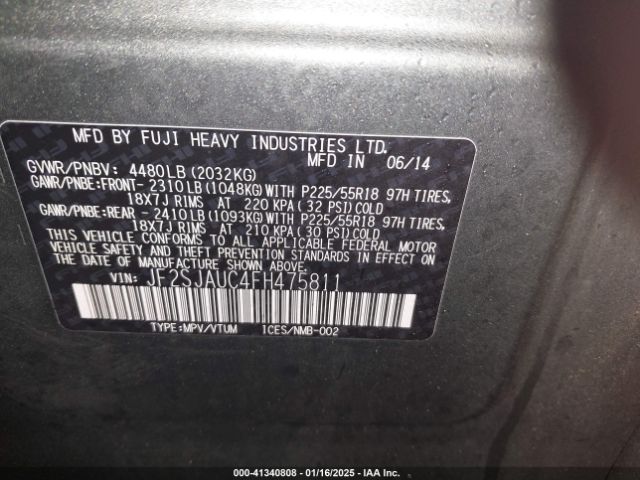 MFD BY FUJI HEAVY INDUSTRIES LTD.
MFD IN 06/14
GVWR/PNBV: 4480LB(2032KG)
GAWR/PNBE:FRONT- 2310LB(1048KG)WITH P225/55R18 97H TIRES,
18X7J RIMS AT 220 KPA(32 PSI)COLD
GAWR/PNBE:REAR - 2410LB(1093KG)WITH P225/55R18 97H TIRES,
18X7J RIMS AT 210 KPA(30 PSI)COLD
THIS VEHICLE CONFORMS TO ALL APPLICABLE FEDERAL MOTOR
VEHICLE SAFETY AND THEFT PREVENTION STANDARDS IN EFFECT ON
THE DATE OF MANUFACTURE SHOWN ABOVE.
VIN: JF2SJAUC4FH475811
TYPE:MPV/VTUM ICES/NMB-002
000-41340808 - 01/16/2025 - IAA Inc.